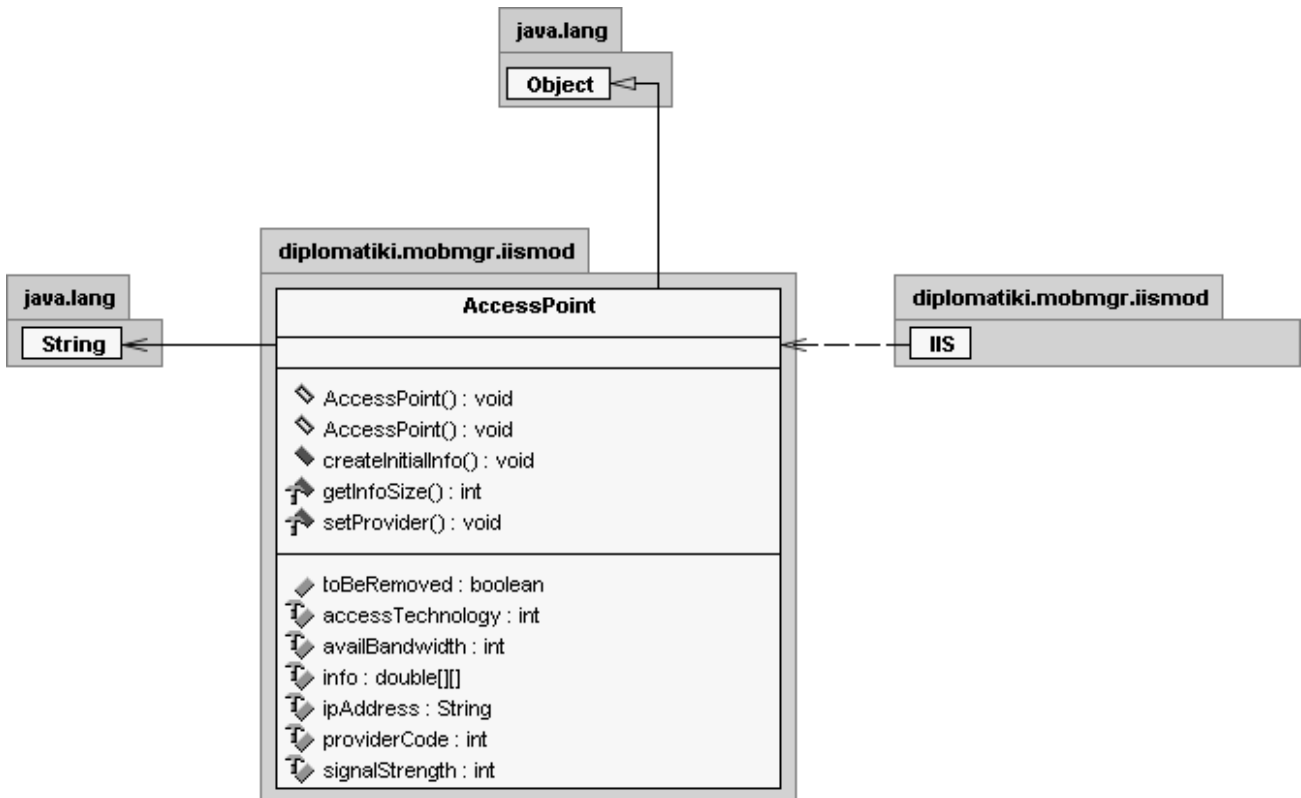 java.lang
Object
diplomatiki.mobmgr.iismod
java.lang
AccessPoint
diplomatiki.mobmgr.iismod
String
IIS
AccessPoint() : void
AccessPoint() : void
createInitialInfo() : void
getInfoSize() : int
setProvider() : void
toBeRemoved : boolean
accessTechnology : int
availBandwidth : int
info : double[][]
ipAddress : String
providerCode : int
signalStrength : int